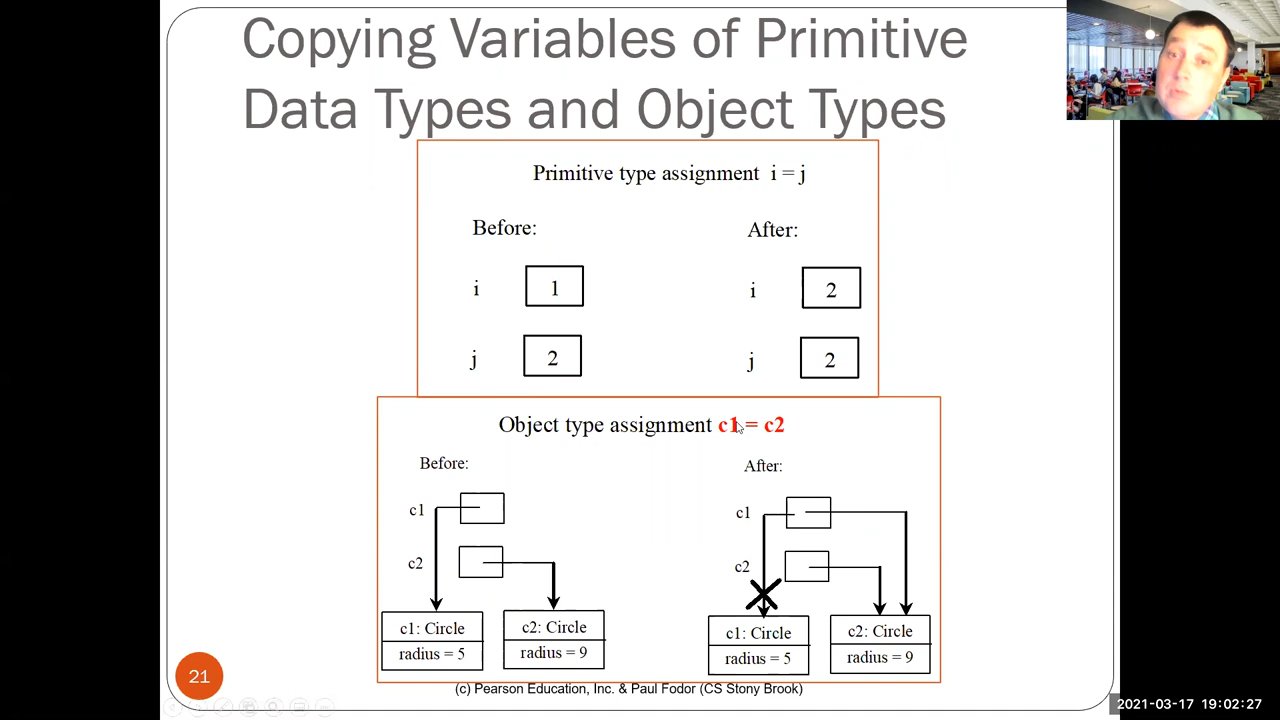 Copying Variables of Primitive
Data Types and Object Types
Primitive type assignment i = j
Before:
After:
i 1
i 2
j 2
j 2
Object type assignment c1 = c2
Before:
After:
c1
c1
c2
c2
c1: Circle
radius = 5
c2: Circle
radius = 9
c1: Circle
radius = 5
c2: Circle
radius = 9
21
(c) Pearson Education, Inc. & Paul Fodor (CS Stony Brook)
2021-03-17 19:02:27